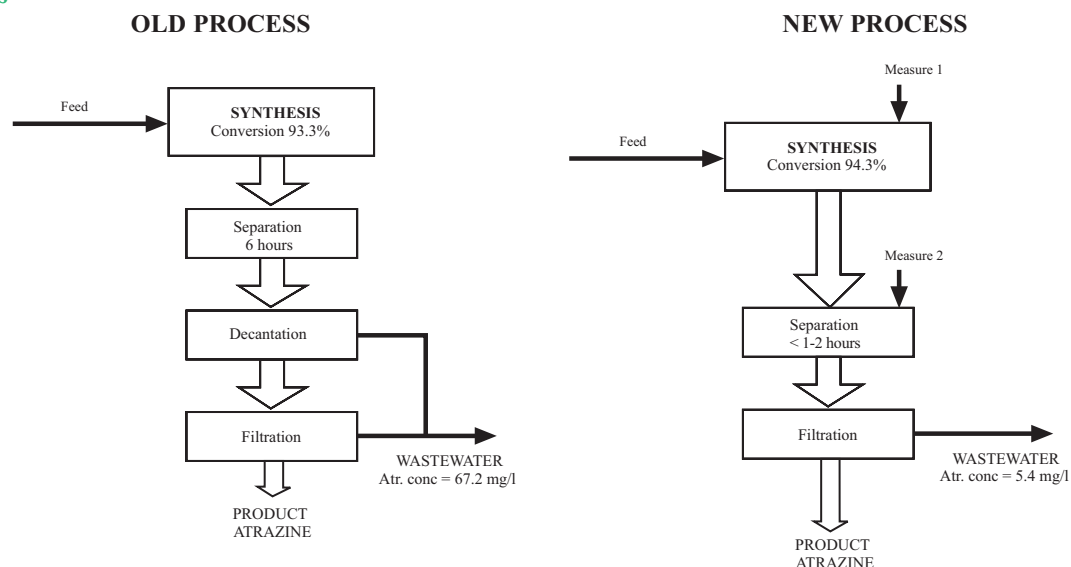 OLD PROCESS
Feed
SYNTHESIS
Conversion 93.3%
Separation
6 hours
Decantation
Filtration
WASTEWATER
Atr. conc = 67.2 mg/l
PRODUCT
ATRAZINE
NEW PROCESS
Measure 1
Feed
SYNTHESIS
Conversion 94.3%
Measure 2
Separation
< 1-2 hours
Filtration
WASTEWATER
Atr. conc = 5.4 mg/l
PRODUCT
ATRAZINE